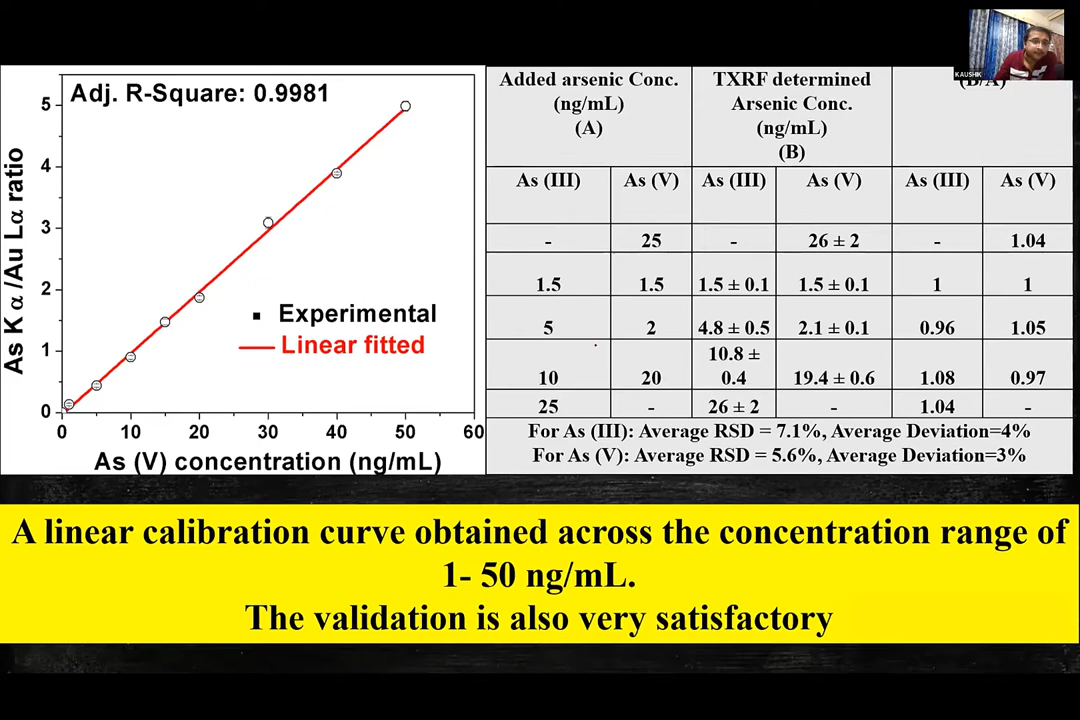 KAUSHIK
Adj. R-Square: 0.9981
As K α /Au Lα ratio
5
4
3
2
1
0
Experimental
Linear fitted
0 10 20 30 40 50 60
As (V) concentration (ng/mL)
Added arsenic Conc. (ng/mL) (A) TXRF determined Arsenic Conc. (ng/mL) (B) (B/A)
As (III) As (V) As (III) As (V) As (III) As (V)
- 25 - 26 ± 2 - 1.04
1.5 1.5 1.5 ± 0.1 1.5 ± 0.1 1 1
5 2 4.8 ± 0.5 2.1 ± 0.1 0.96 1.05
10 20 10.8 ± 0.4 19.4 ± 0.6 1.08 0.97
25 - 26 ± 2 - 1.04 -
For As (III): Average RSD = 7.1%, Average Deviation=4%
For As (V): Average RSD = 5.6%, Average Deviation=3%
A linear calibration curve obtained across the concentration range of
1- 50 ng/mL.
The validation is also very satisfactory